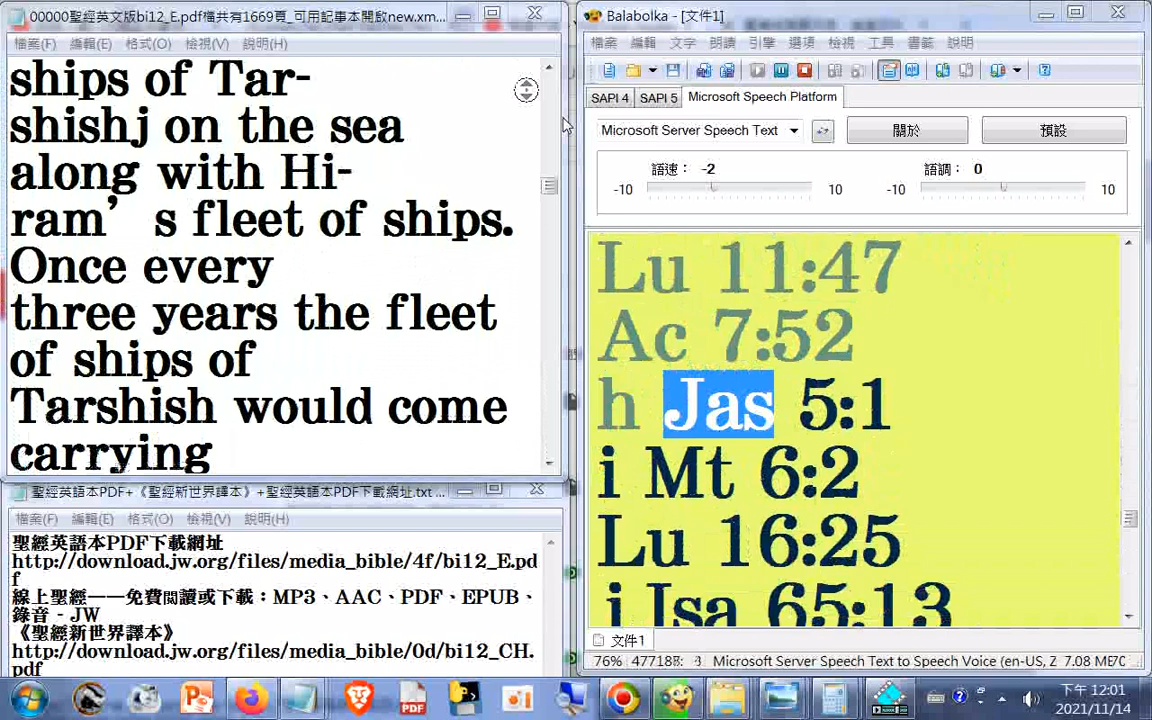 00000聖經英文版bi12_E.pdf檔共有1669頁_可用記事本開啟new.xm...
檔案(F) 編輯(E) 格式(O) 檢視(V) 說明(H)
ships of Tar-
shishj on the sea
along with Hi-
ram’s fleet of ships.
Once every
three years the fleet
of ships of
Tarshish would come
carrying
聖經英語本PDF+《聖經新世界譯本》+聖經英語本PDF下載網址.txt ...
檔案(F) 編輯(E) 格式(O) 檢視(V) 說明(H)
聖經英語本PDF下載網址
http://download.jw.org/files/media_bible/4f/bi12_E.pd
f
線上聖經——免費閱讀或下載：MP3、AAC、PDF、EPUB、
錄音 - JW
《聖經新世界譯本》
http://download.jw.org/files/media_bible/0d/bi12_CH.
pdf
Balabolka - [文件1]
檔案 編輯 文字 朗讀 引擎 選項 檢視 工具 書籤 說明
SAPI 4 SAPI 5 Microsoft Speech Platform
Microsoft Server Speech Text 關於 預設
語速： -2 語調： 0
-10 10 -10 10
Lu 11:47
Ac 7:52
h Jas 5:1
i Mt 6:2
Lu 16:25
j Isa 65:13
文件1
76% Microsoft Server Speech Text to Speech Voice (en-US, Z 7.08 ME
下午 12:01
2021/11/14